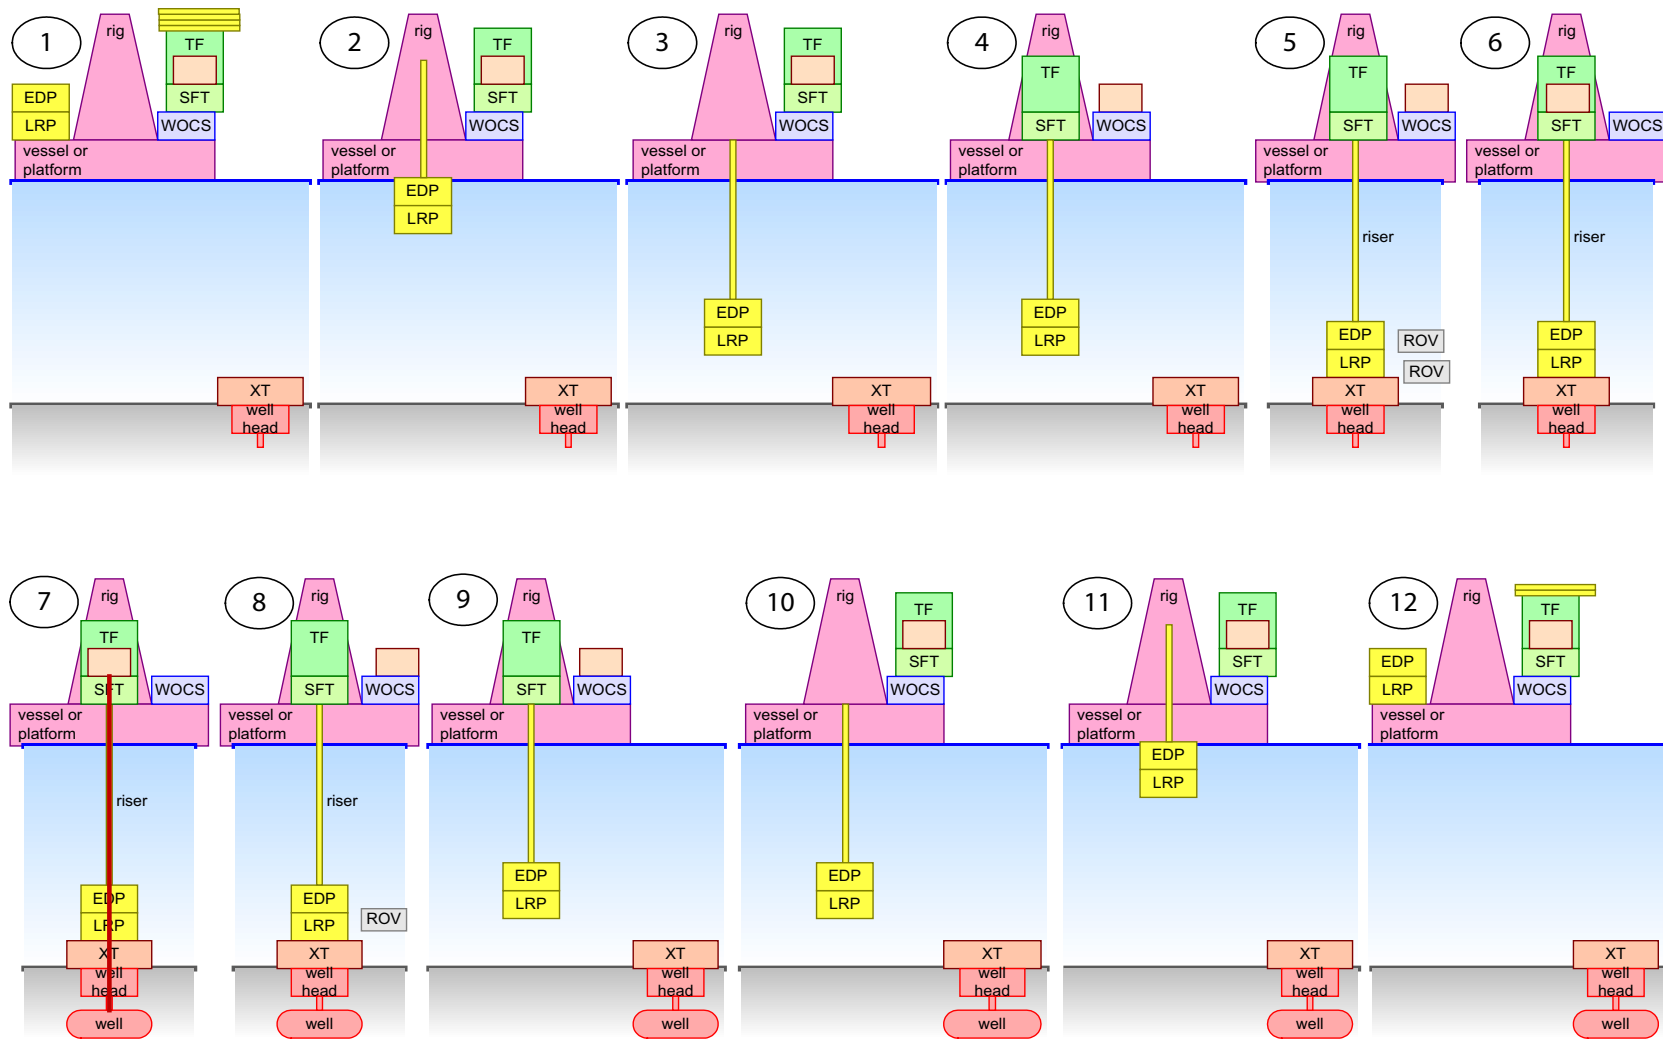 1
rig
TF
SFT
EDP
LRP
WOCS
vessel or
platform
XT
well
head
2
rig
TF
SFT
WOCS
vessel or
platform
EDP
LRP
XT
well
head
3
rig
TF
SFT
WOCS
vessel or
platform
EDP
LRP
XT
well
head
4
rig
TF
SFT
WOCS
vessel or
platform
EDP
LRP
XT
well
head
5
rig
TF
SFT
WOCS
vessel or
platform
riser
EDP
LRP
ROV
ROV
XT
well
head
6
rig
TF
SFT
WOCS
vessel or
platform
riser
EDP
LRP
XT
well
head
7
rig
TF
SFT
WOCS
vessel or
platform
riser
EDP
LRP
XT
well
head
well
8
rig
TF
SFT
WOCS
vessel or
platform
riser
EDP
LRP
ROV
XT
well
head
well
9
rig
TF
SFT
WOCS
vessel or
platform
EDP
LRP
XT
well
head
well
10
rig
TF
SFT
WOCS
vessel or
platform
EDP
LRP
XT
well
head
well
11
rig
TF
SFT
WOCS
vessel or
platform
EDP
LRP
XT
well
head
well
12
rig
TF
SFT
EDP
LRP
WOCS
vessel or
platform
XT
well
head
well